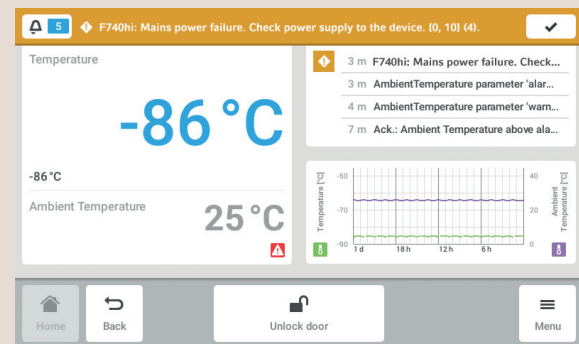 5 F740hi: Mains power failure. Check power supply to the device. [0, 10] (4).
Temperature
-86 °C
-86 °C
Ambient Temperature
25 °C
3 m F740hi: Mains power failure. Check...
3 m AmbientTemperature parameter 'alar...
4 m AmbientTemperature parameter 'warn...
7 m Ack.: Ambient Temperature above ala...
Temperature [°C]
-50
-70
-90
1 d 18 h 12 h 6 h
40
20
0
Ambient
Temperature [°C]
Home
Back
Unlock door
Menu